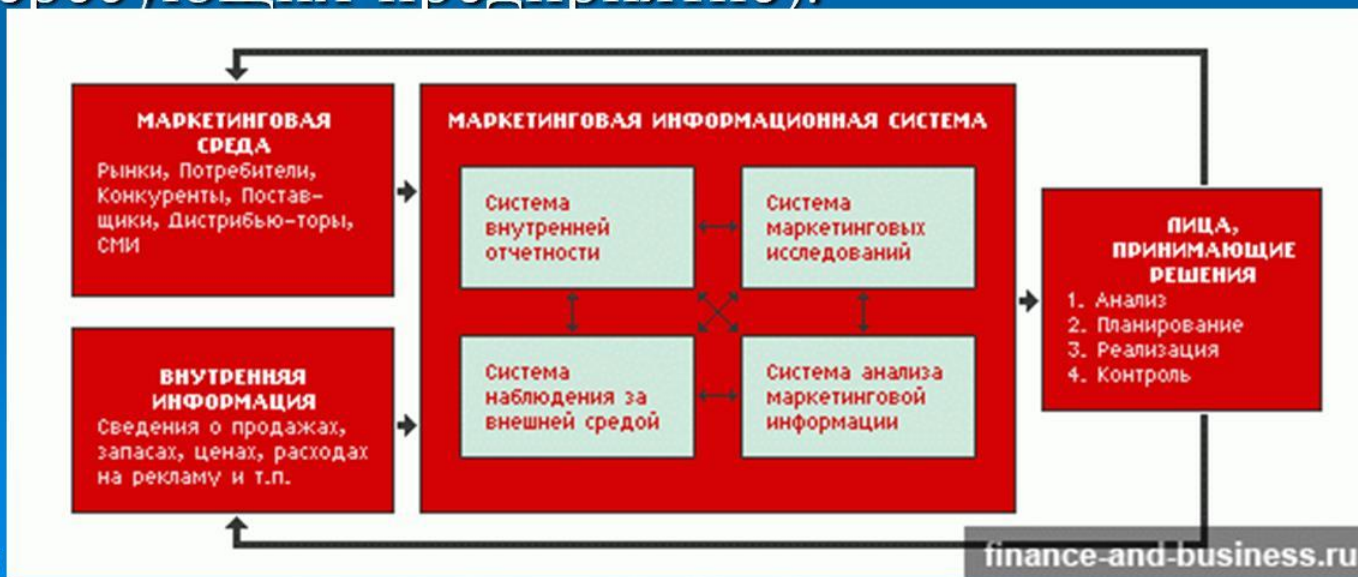 предприятие).
МАРКЕТИНГОВАЯ
СРЕДА
Рынки, Потребители,
Конкуренты, Постав-
щики, Дистрибью-торы,
СМИ
ВНУТРЕННЯЯ
ИНФОРМАЦИЯ
Сведения о продажах,
запасах, ценах, расходах
на рекламу и т.п.
МАРКЕТИНГОВАЯ ИНФОРМАЦИОННАЯ СИСТЕМА
Система
внутренней
отчетности
Система
маркетинговых
исследований
Система
наблюдения за
внешней средой
Система анализа
маркетинговой
информации
ЛИЦА,
ПРИНИМАЮЩИЕ
РЕШЕНИЯ
1. Анализ
2. Планирование
3. Реализация
4. Контроль
finance-and-business.ru